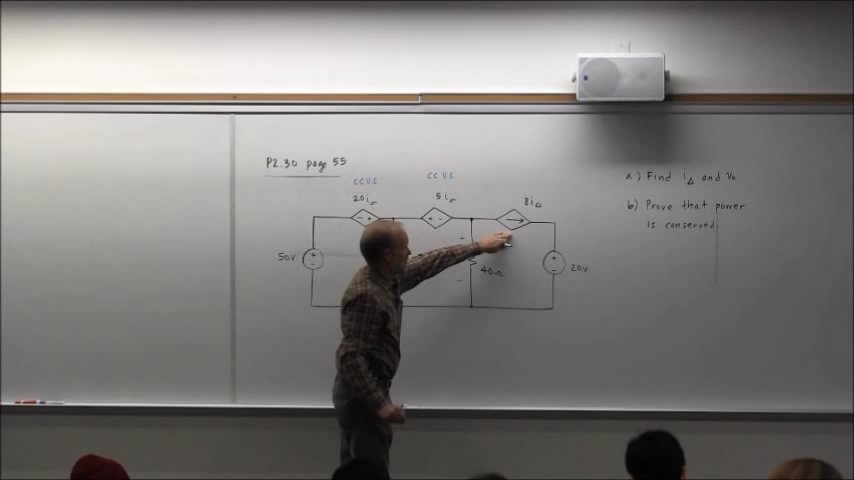 P2.30 page 55
CCVS
CCVS
20iσ
5iσ
8iΔ
50V
+
-
- +
+ -
+
-
40Ω
+
-
20V
a) Find iΔ and Vo
b) Prove that power
is conserved.